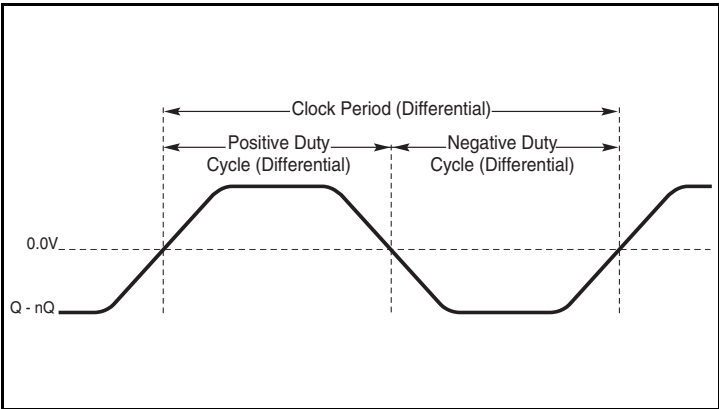 Clock Period (Differential)
Positive Duty
Cycle (Differential)
Negative Duty
Cycle (Differential)
0.0V
Q - nQ